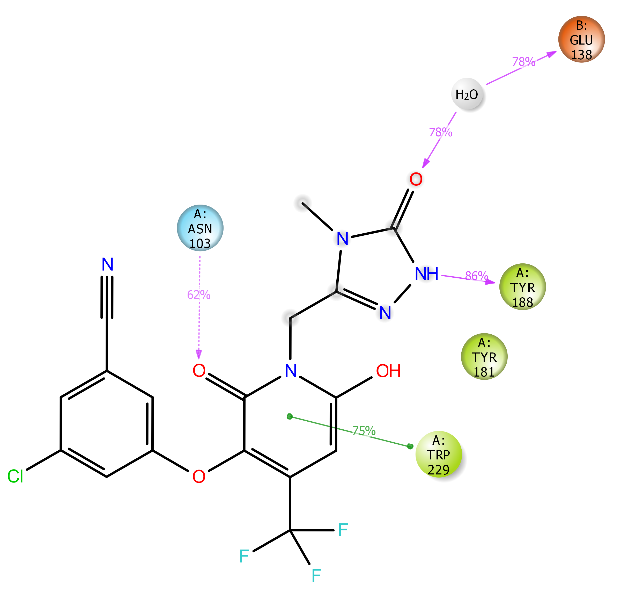 B:
GLU
138
78%
H₂O
78%
O
A:
ASN
103
N
N
NH
86%
A:
TYR
188
62%
N
A:
TYR
181
O
N
OH
75%
A:
TRP
229
Cl
O
F
F
F